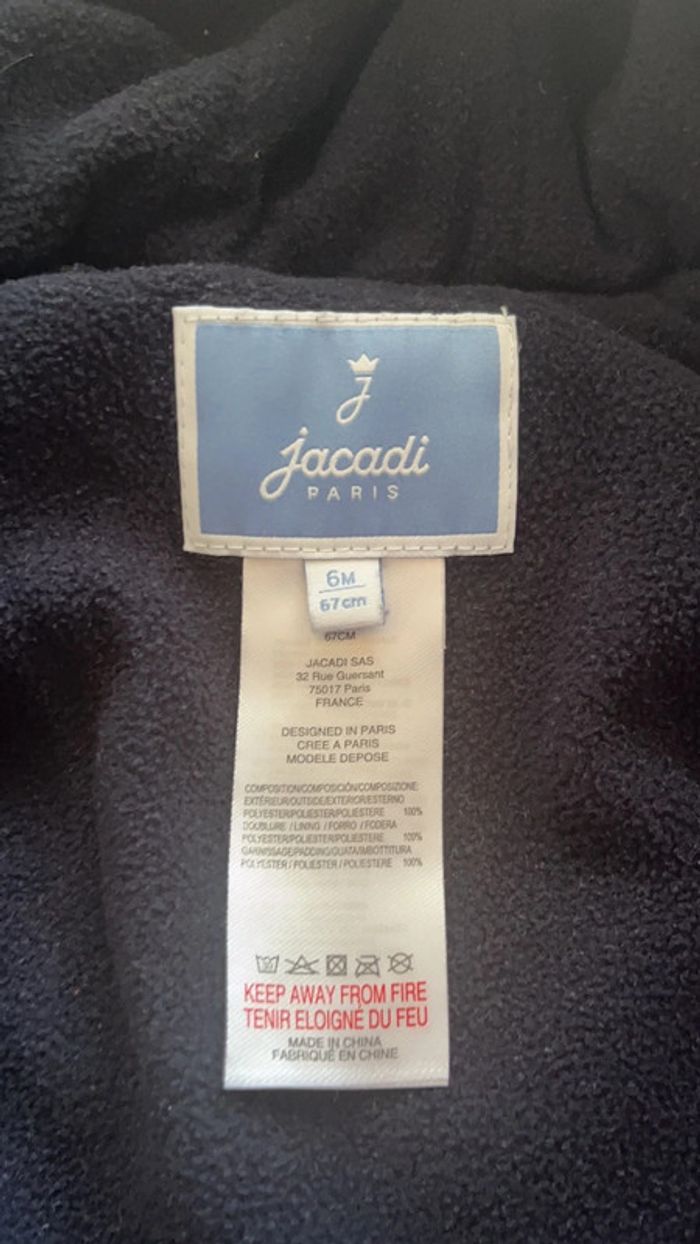 J
jacadi
PARIS
6M
67cm
67CM
JACADI SAS
32 Rue Guersant
75017 Paris
FRANCE
DESIGNED IN PARIS
CREE A PARIS
MODELE DEPOSE
COMPOSITION/COMPOSICIÓN/COMPOSIZIONE
EXTÉRIEUR/OUTSIDE/EXTERIOR/ESTERNO
POLYESTER/POLIESTER/POLIESTERE 100%
DOUBLURE / LINING / FORRO / FODERA
POLYESTER/POLIESTER/POLIESTERE 100%
GARNISSAGE/PADDING/GUATA/IMBOTTITURA
POLYESTER / POLIESTER / POLIESTERE 100%
KEEP AWAY FROM FIRE
TENIR ELOIGNÉ DU FEU
MADE IN CHINA
FABRIQUÉ EN CHINE